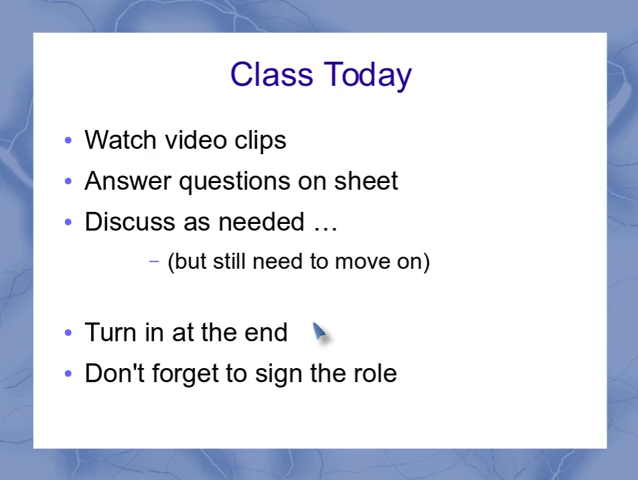 Class Today
• Watch video clips
• Answer questions on sheet
• Discuss as needed …
– (but still need to move on)
• Turn in at the end
• Don't forget to sign the role